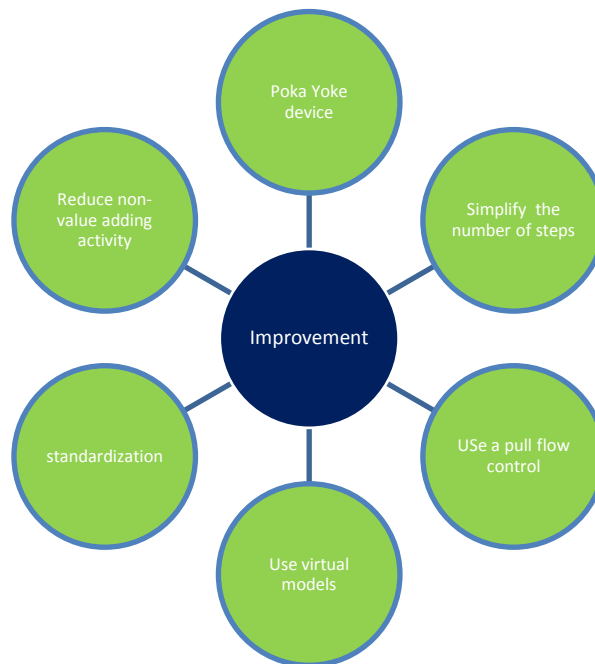 Poka Yoke
device
Simplify the
number of steps
USe a pull flow
control
Use virtual
models
standardization
Reduce non-
value adding
activity
Improvement